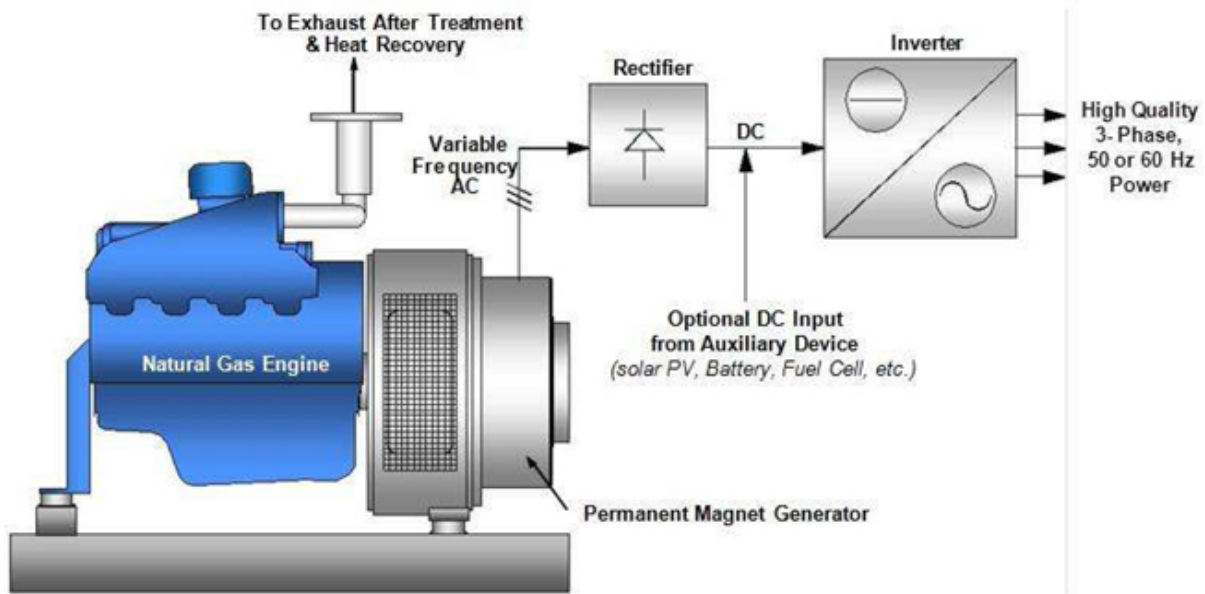 To Exhaust After Treatment
& Heat Recovery
Variable
Frequency
AC
Rectifier
DC
Inverter
High Quality
3- Phase,
50 or 60 Hz
Power
Optional DC Input
from Auxiliary Device
(solar PV, Battery, Fuel Cell, etc.)
Natural Gas Engine
Permanent Magnet Generator